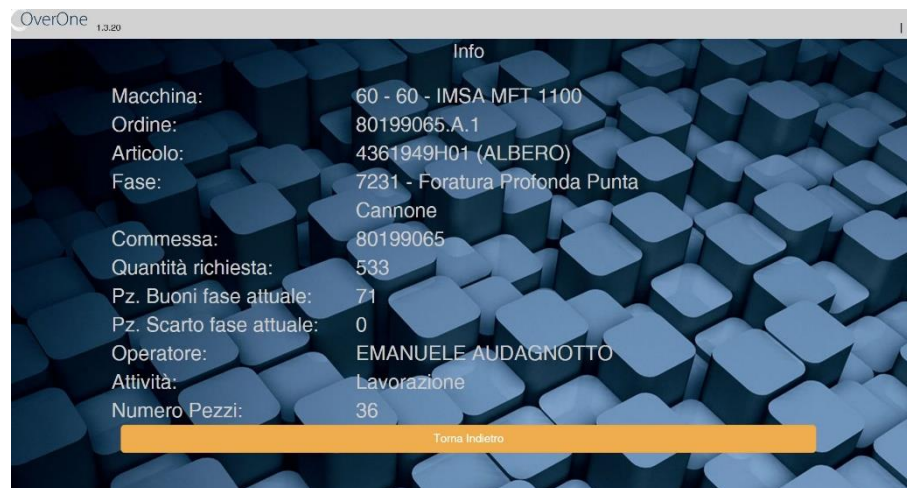 OverOne 1.3.20
Info
Macchina: 60 - 60 - IMSA MFT 1100
Ordine: 80199065.A.1
Articolo: 4361949H01 (ALBERO)
Fase: 7231 - Foratura Profonda Punta
Cannone
Commessa: 80199065
Quantità richiesta: 533
Pz. Buoni fase attuale: 71
Pz. Scarto fase attuale: 0
Operatore: EMANUELE AUDAGNOTTO
Attività: Lavorazione
Numero Pezzi: 36
Torna Indietro